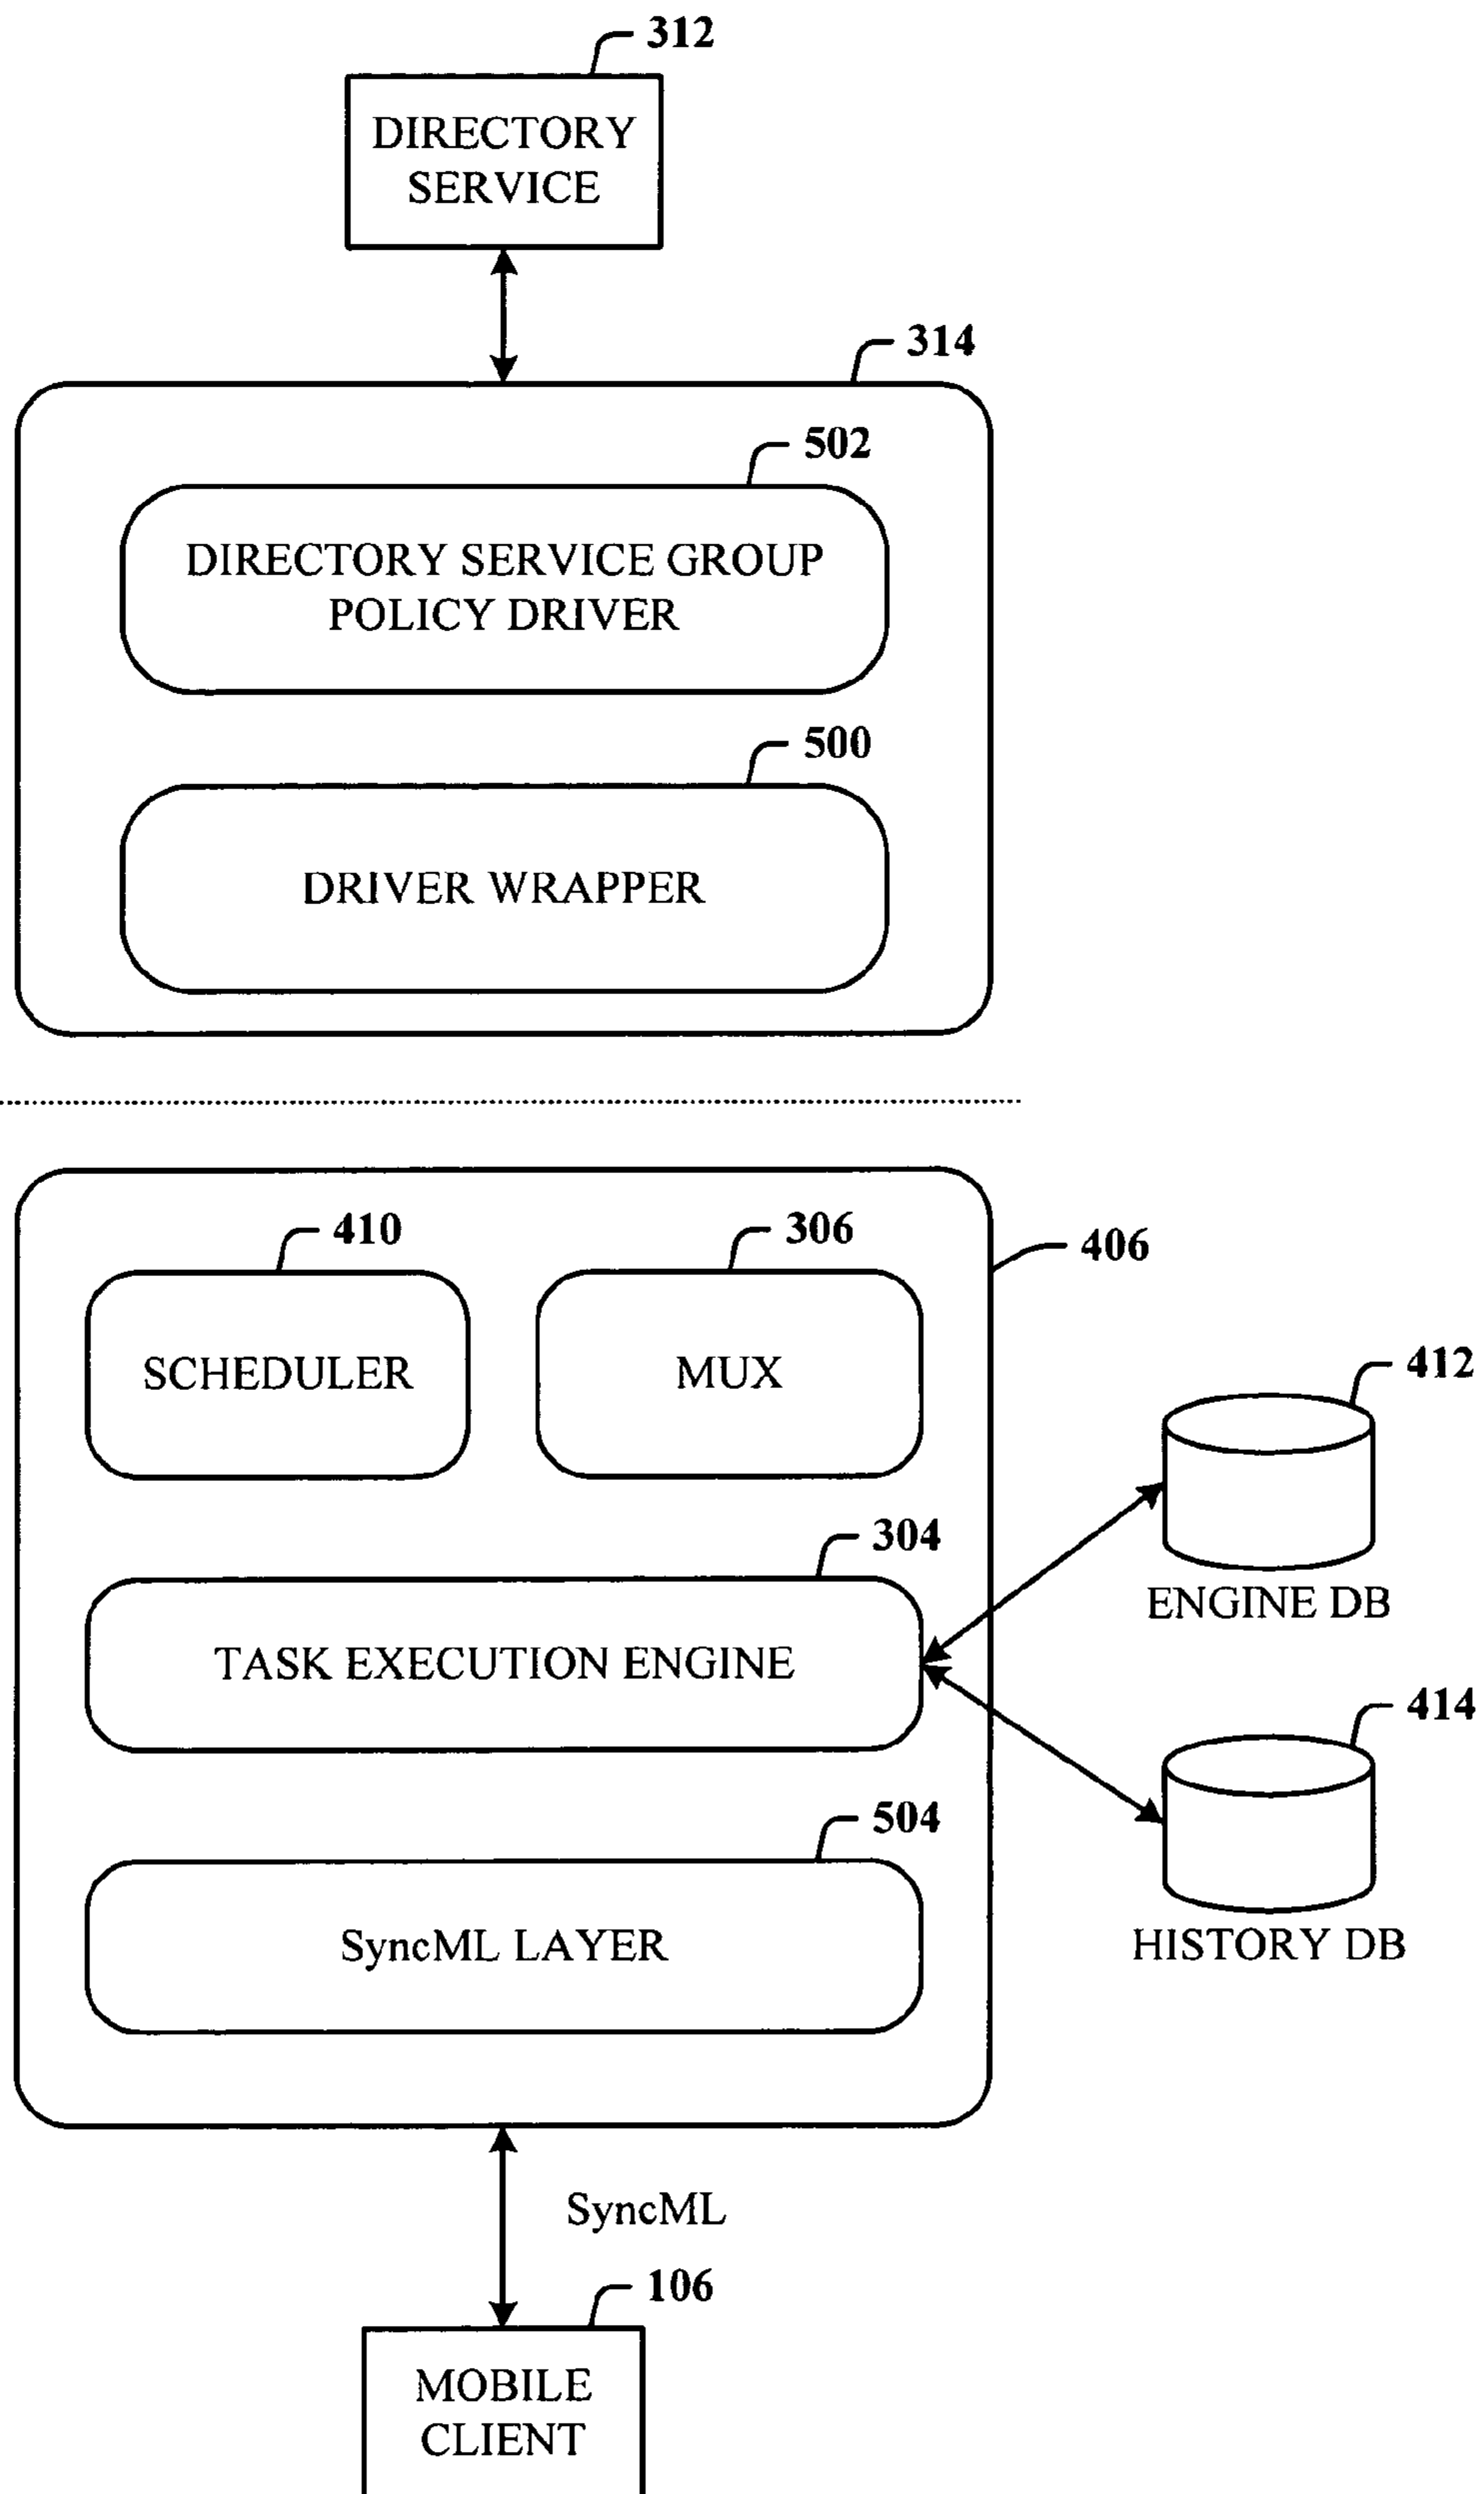 312
DIRECTORY
SERVICE
314
502
DIRECTORY SERVICE GROUP
POLICY DRIVER
500
DRIVER WRAPPER
410
306
406
SCHEDULER
MUX
412
ENGINE DB
304
TASK EXECUTION ENGINE
414
HISTORY DB
504
SyncML LAYER
SyncML
106
MOBILE
CLIENT